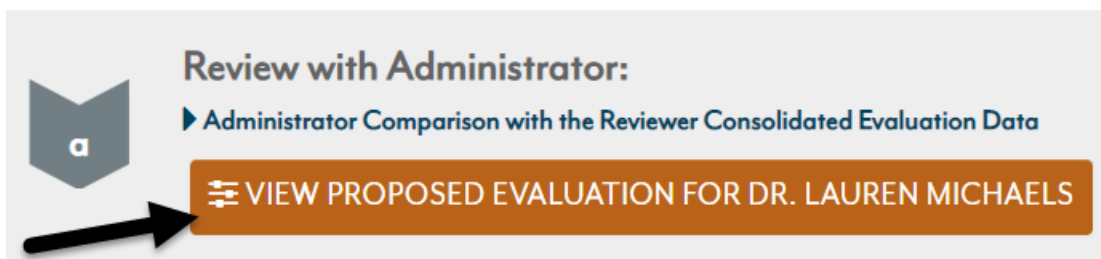 Review with Administrator:
a
Administrator Comparison with the Reviewer Consolidated Evaluation Data
VIEW PROPOSED EVALUATION FOR DR. LAUREN MICHAELS